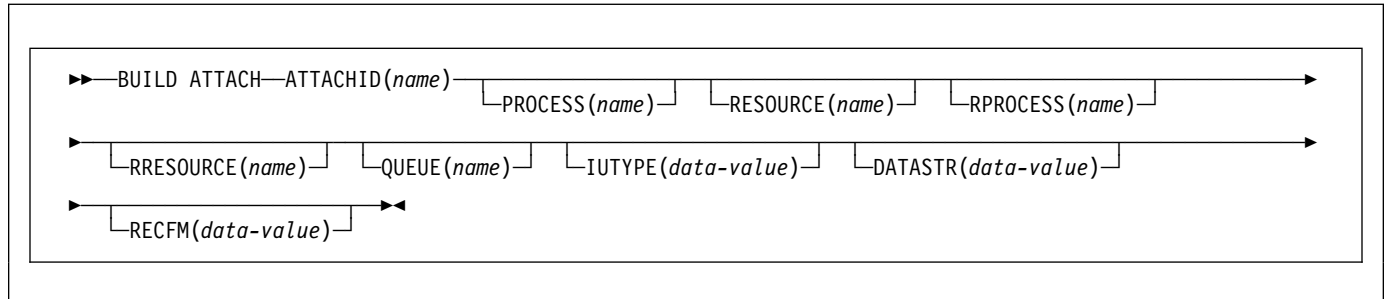 BUILD ATTACH ATTACHID(name)
PROCESS(name) RESOURCE(name) RPROCESS(name)
RRESOURCE(name) QUEUE(name) IUTYPE(data-value) DATASTR(data-value)
RECFM(data-value)